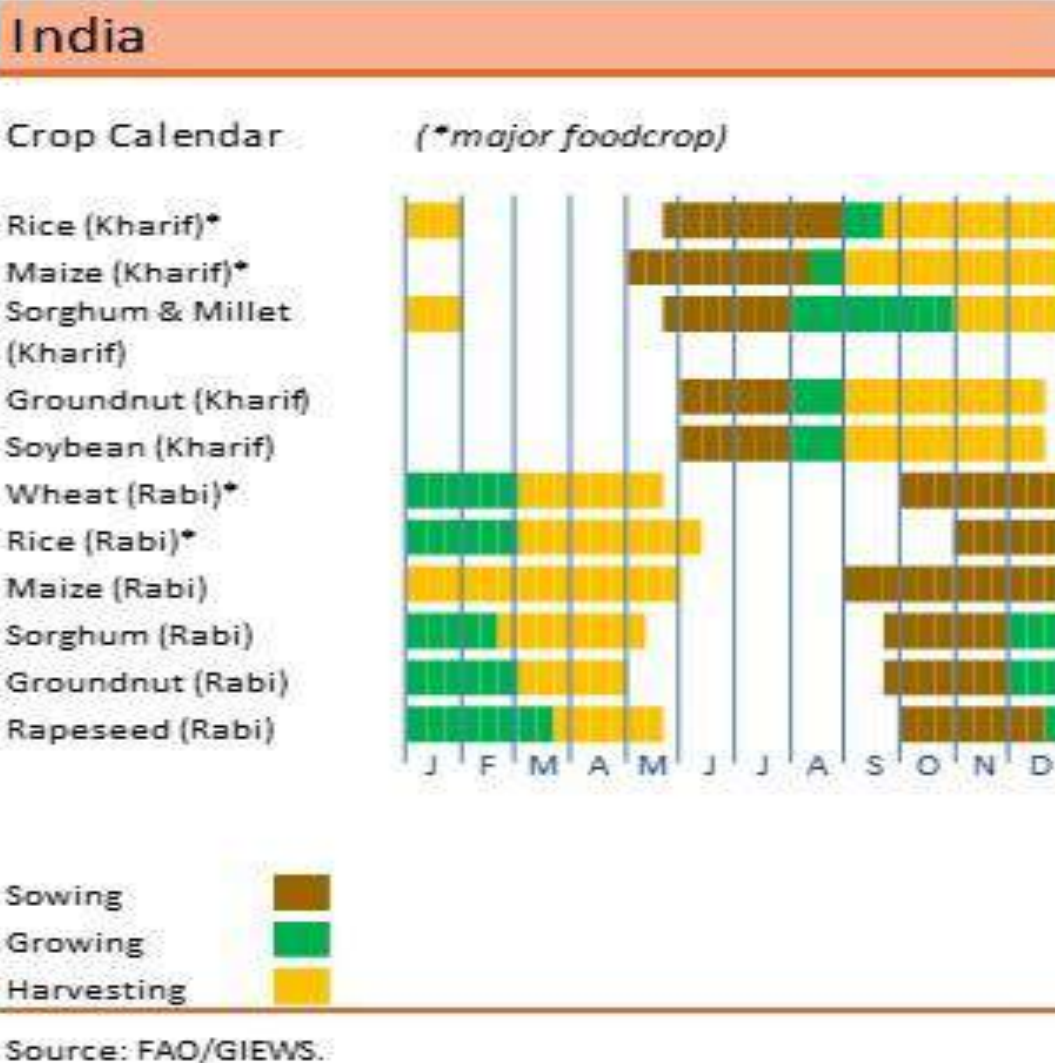 India
Crop Calendar (*major foodcrop)
Rice (Kharif)*
Maize (Kharif)*
Sorghum & Millet
(Kharif)
Groundnut (Kharif)
Soybean (Kharif)
Wheat (Rabi)*
Rice (Rabi)*
Maize (Rabi)
Sorghum (Rabi)
Groundnut (Rabi)
Rapeseed (Rabi)
J F M A M J J A S O N D
Sowing
Growing
Harvesting
Source: FAO/GIEWS.